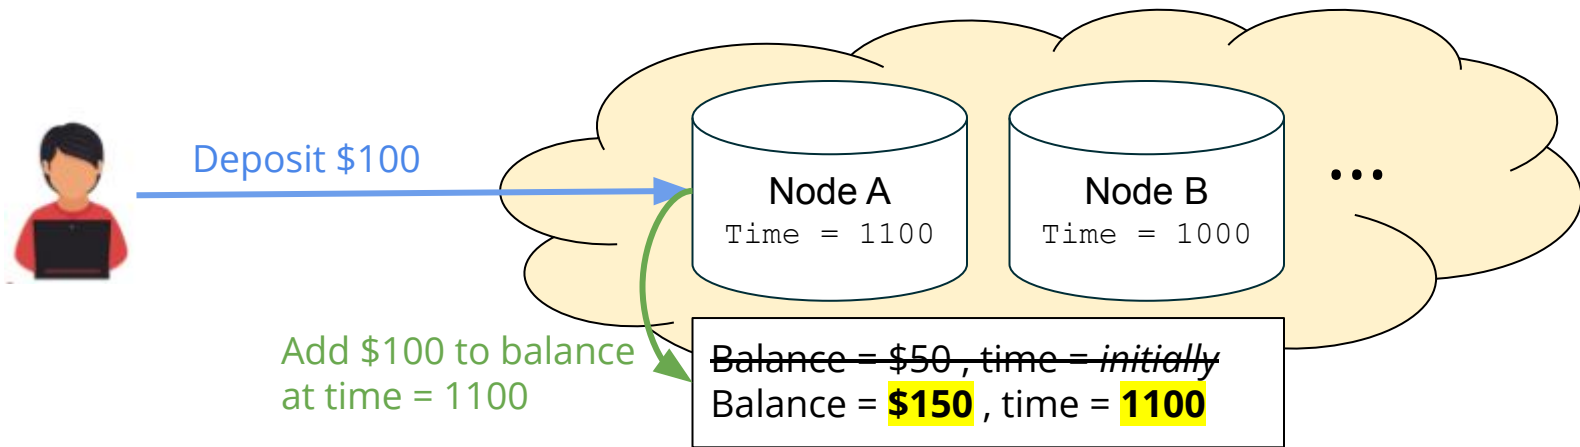 Deposit $100
Node A
Time = 1100
Node B
Time = 1000
...
Add $100 to balance
at time = 1100
Balance = $50 , time = initially
Balance = $150 , time = 1100